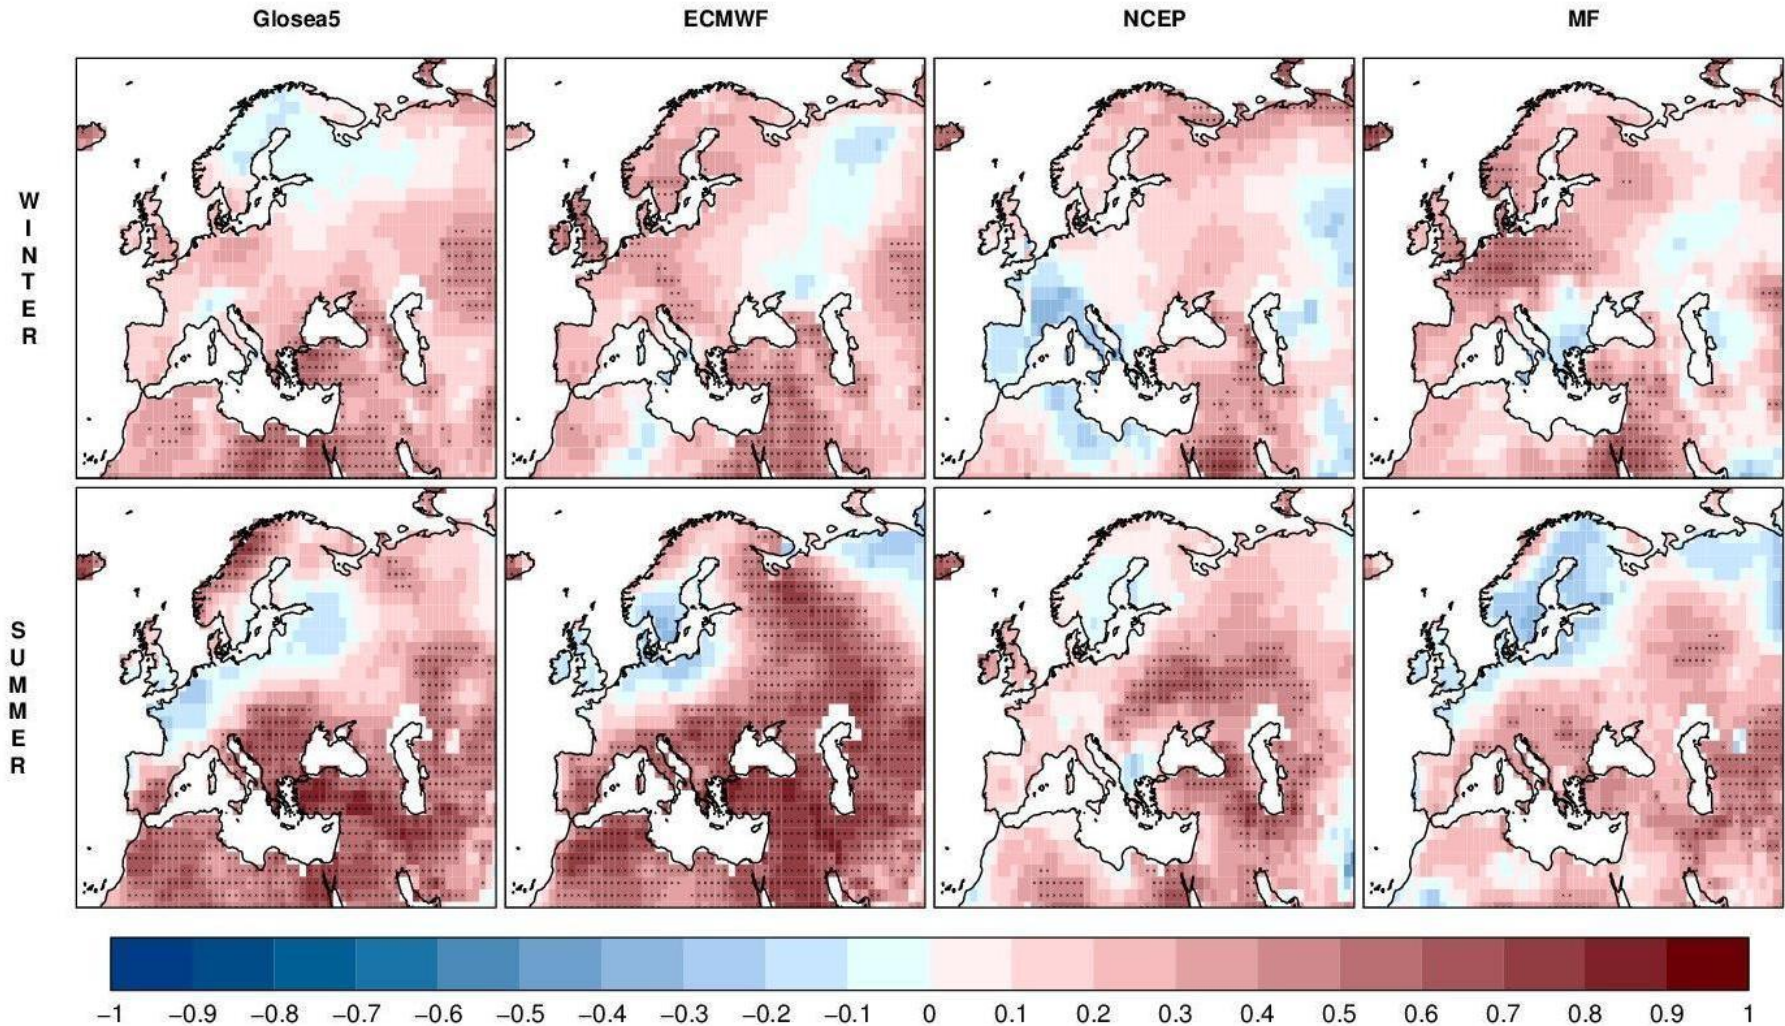 Glosea5 ECMWF NCEP MF
WINTER
SUMMER
−1 −0.9 −0.8 −0.7 −0.6 −0.5 −0.4 −0.3 −0.2 −0.1 0 0.1 0.2 0.3 0.4 0.5 0.6 0.7 0.8 0.9 1